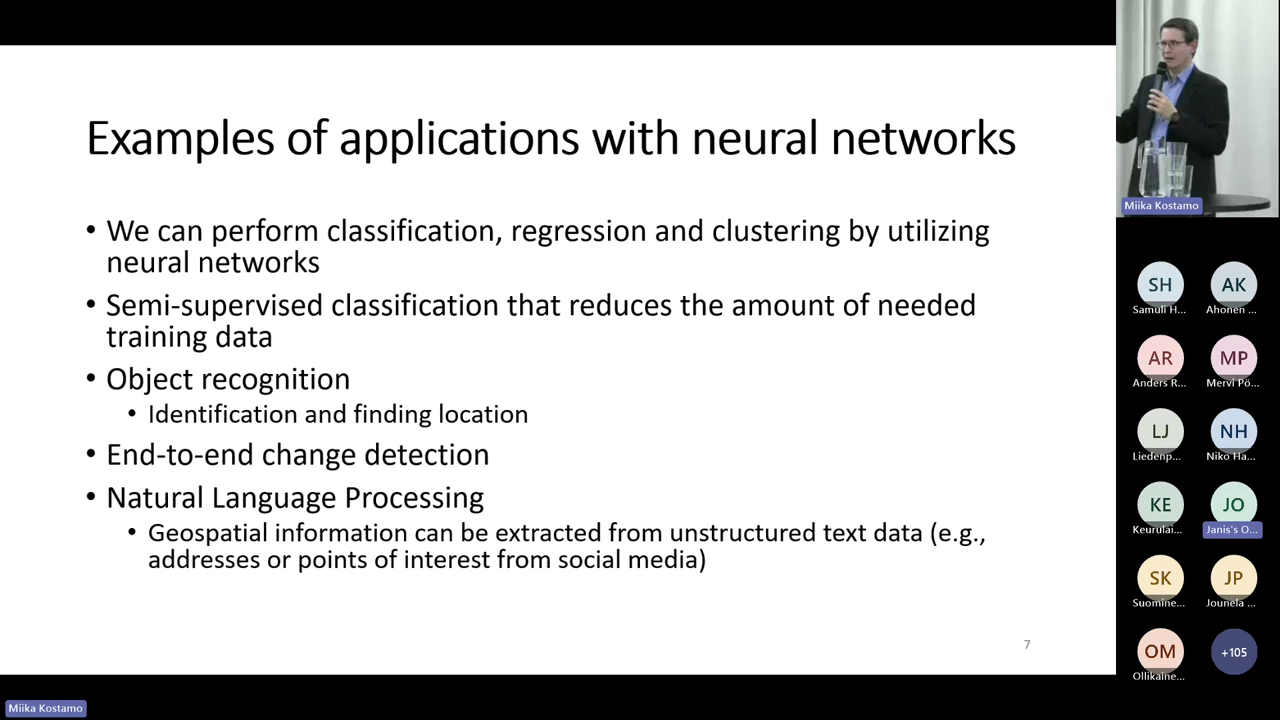 Examples of applications with neural networks
• We can perform classification, regression and clustering by utilizing
neural networks
• Semi-supervised classification that reduces the amount of needed
training data
• Object recognition
• Identification and finding location
• End-to-end change detection
• Natural Language Processing
• Geospatial information can be extracted from unstructured text data (e.g.,
addresses or points of interest from social media)
7
Miika Kostamo
Miika Kostamo
SH
Samuli H...
AK
Ahonen ...
AR
Anders R...
MP
Mervi Pö...
LJ
Liedenp...
NH
Niko Ha...
KE
Keurulai...
JO
Janis's O...
SK
Suomine...
JP
Jounela ...
OM
Ollikaine...
+105